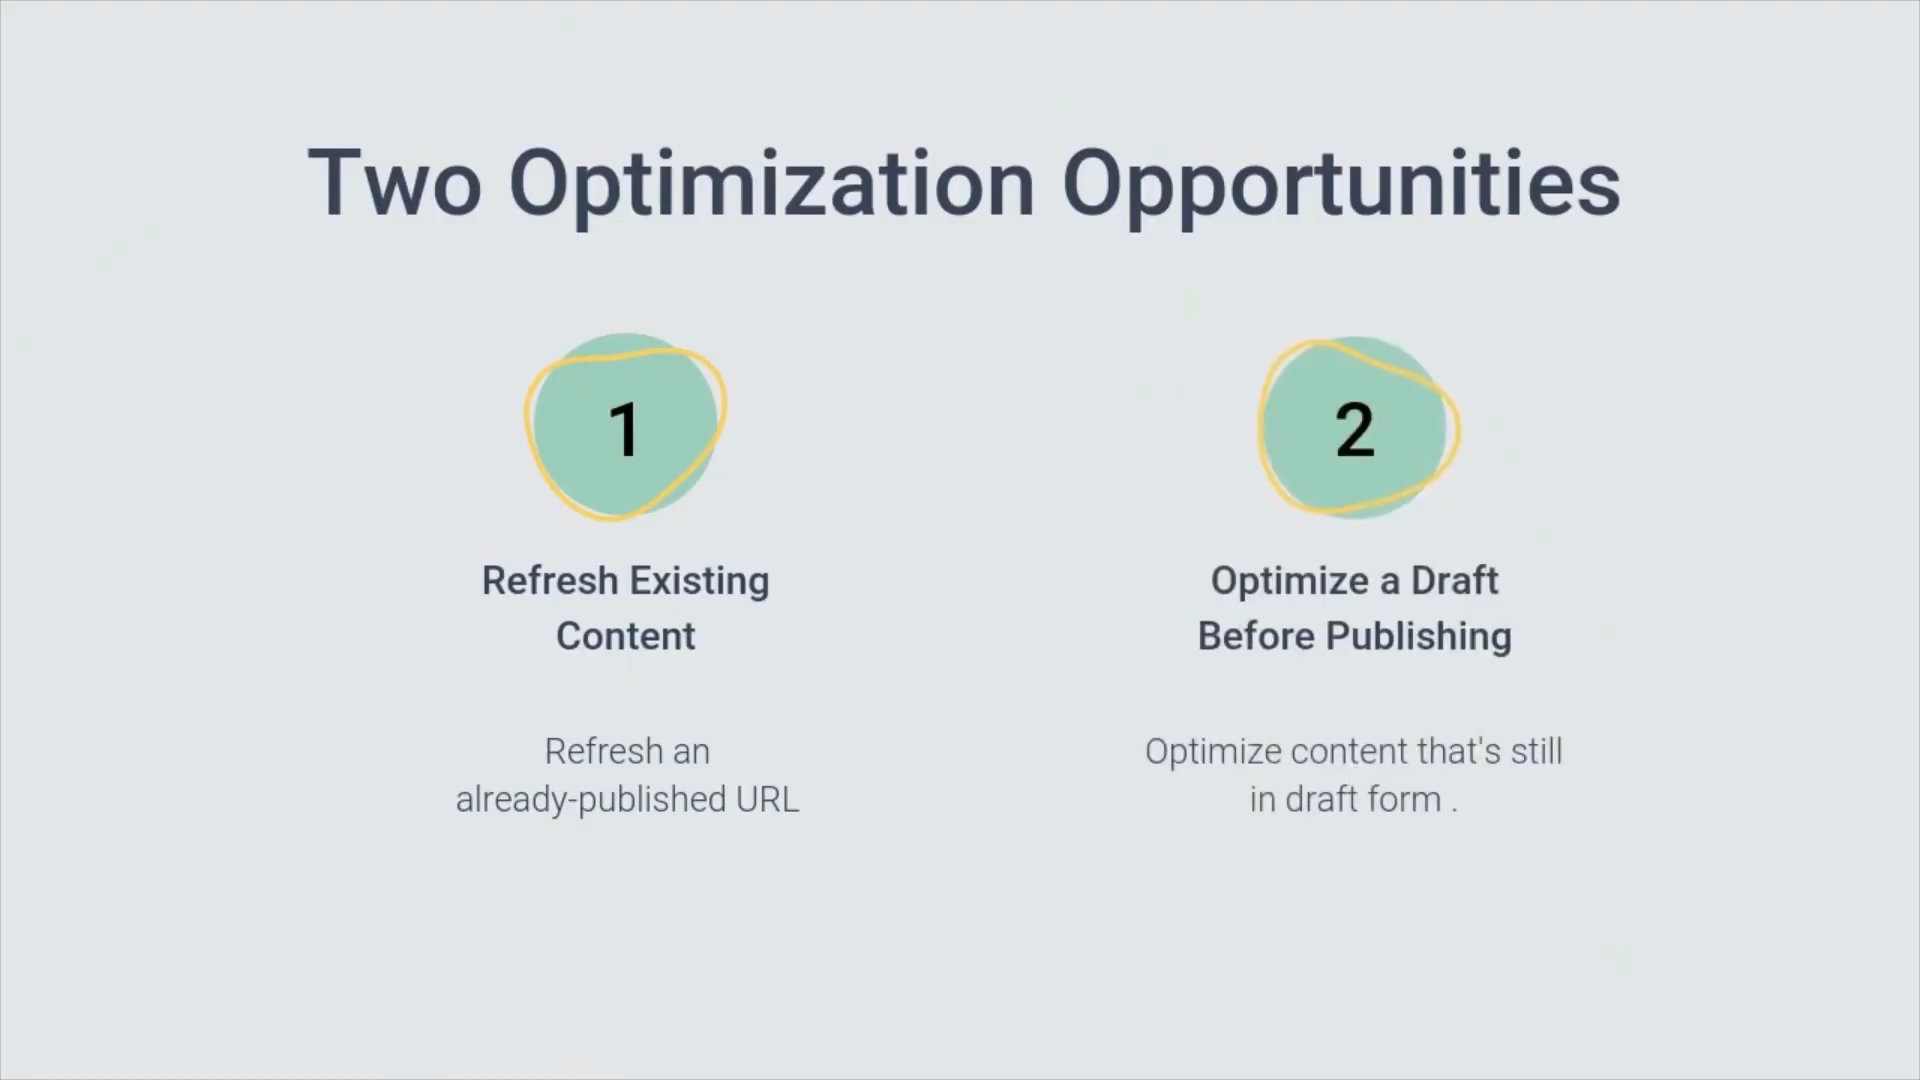 Two Optimization Opportunities
1
Refresh Existing
Content
Refresh an
already-published URL
2
Optimize a Draft
Before Publishing
Optimize content that's still
in draft form .